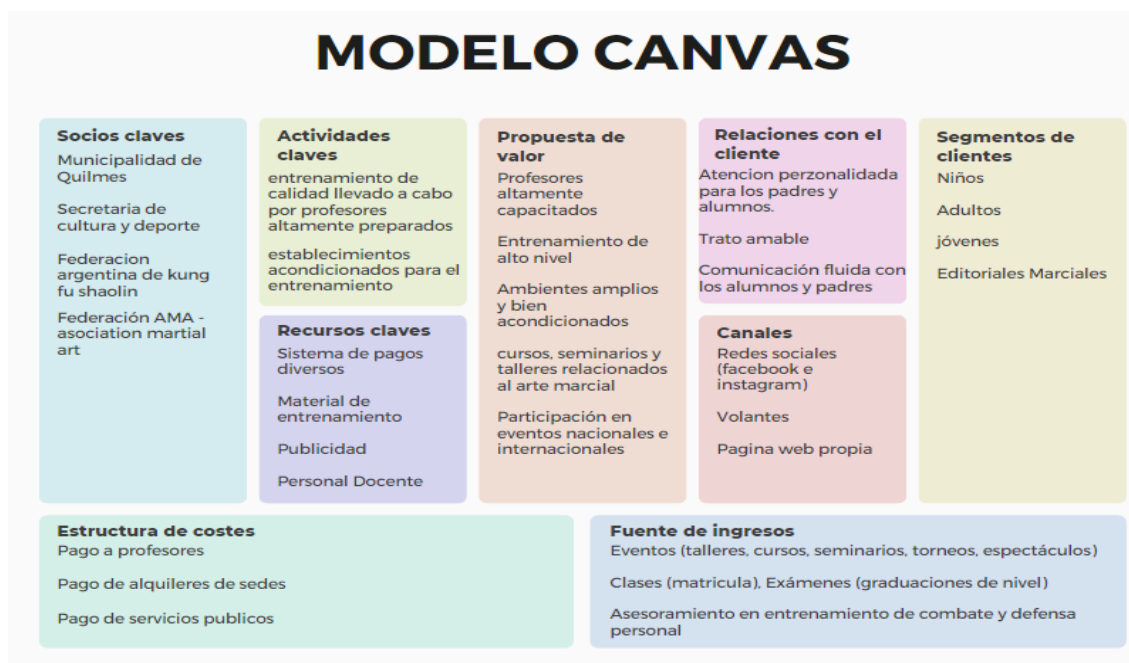 MODELO CANVAS
Socios claves
Municipalidad de
Quilmes
Secretaria de
cultura y deporte
Federacion
argentina de kung
fu shaolin
Federación AMA -
asociation martial
art
Actividades
claves
entrenamiento de
calidad llevado a cabo
por profesores
altamente preparados
establecimientos
acondicionados para el
entrenamiento
Recursos claves
Sistema de pagos
diversos
Material de
entrenamiento
Publicidad
Personal Docente
Propuesta de
valor
Profesores
altamente
capacitados
Entrenamiento de
alto nivel
Ambientes amplios
y bien
acondicionados
cursos, seminarios y
talleres relacionados
al arte marcial
Participación en
eventos nacionales e
internacionales
Relaciones con el
cliente
Atencion perzonalidada
para los padres y
alumnos.
Trato amable
Comunicación fluida con
los alumnos y padres
Canales
Redes sociales
(facebook e
instagram)
Volantes
Pagina web propia
Segmentos de
clientes
Niños
Adultos
jóvenes
Editoriales Marciales
Estructura de costes
Pago a profesores
Pago de alquileres de sedes
Pago de servicios publicos
Fuente de ingresos
Eventos (talleres, cursos, seminarios, torneos, espectáculos)
Clases (matricula), Exámenes (graduaciones de nivel)
Asesoramiento en entrenamiento de combate y defensa
personal